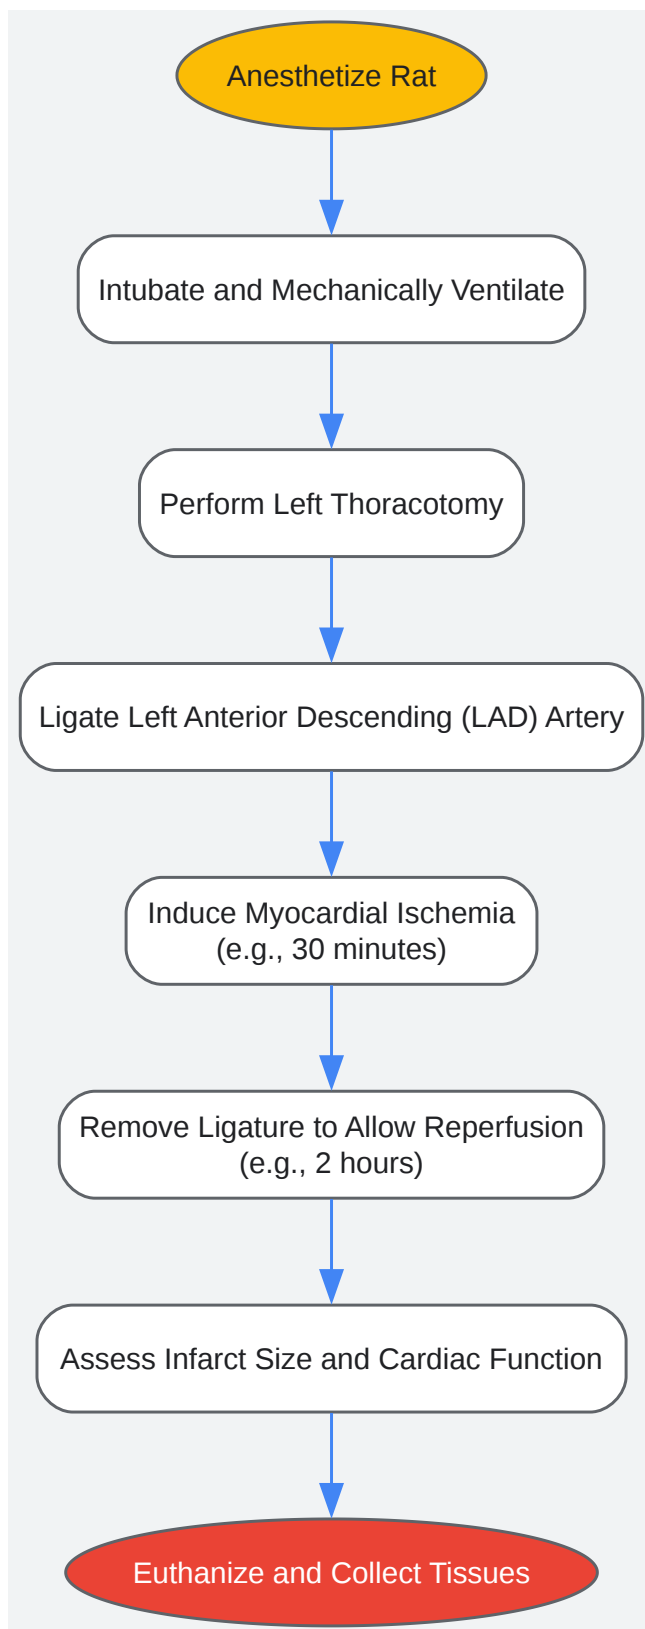 Anesthetize Rat
Intubate and Mechanically Ventilate
Perform Left Thoracotomy
Ligate Left Anterior Descending (LAD) Artery
Induce Myocardial Ischemia
(e.g., 30 minutes)
Remove Ligature to Allow Reperfusion
(e.g., 2 hours)
Assess Infarct Size and Cardiac Function
Euthanize and Collect Tissues